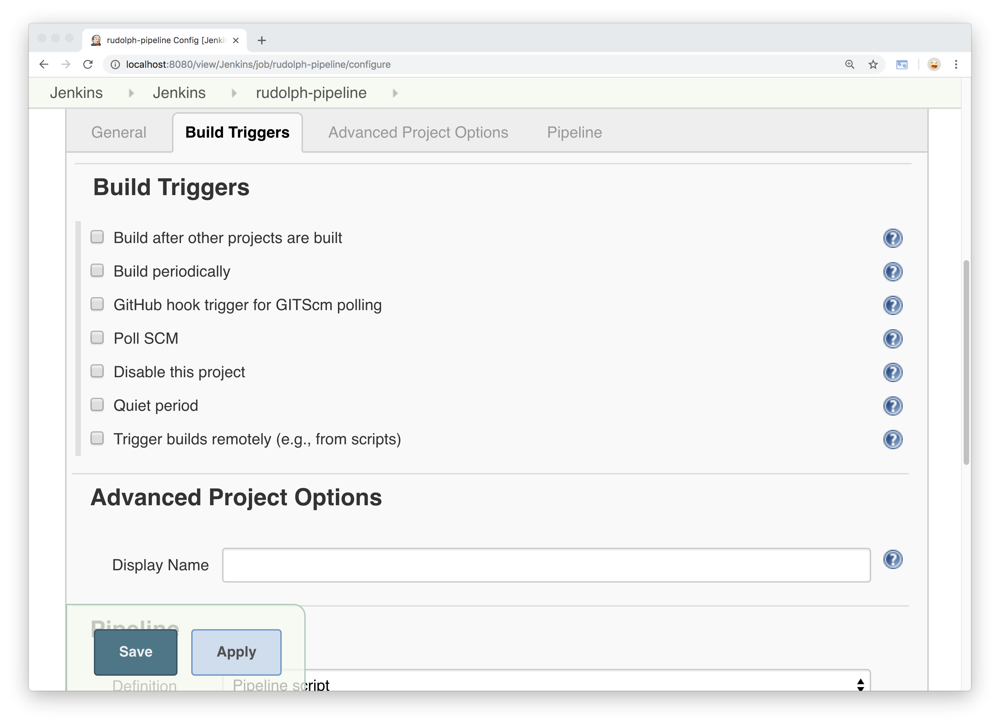 rudolph-pipeline Config [Jenki
localhost:8080/view/Jenkins/job/rudolph-pipeline/configure
Jenkins Jenkins rudolph-pipeline
General Build Triggers Advanced Project Options Pipeline
Build Triggers
Build after other projects are built
Build periodically
GitHub hook trigger for GITScm polling
Poll SCM
Disable this project
Quiet period
Trigger builds remotely (e.g., from scripts)
Advanced Project Options
Display Name
Pipeline
Save Apply
Definition Pipeline script